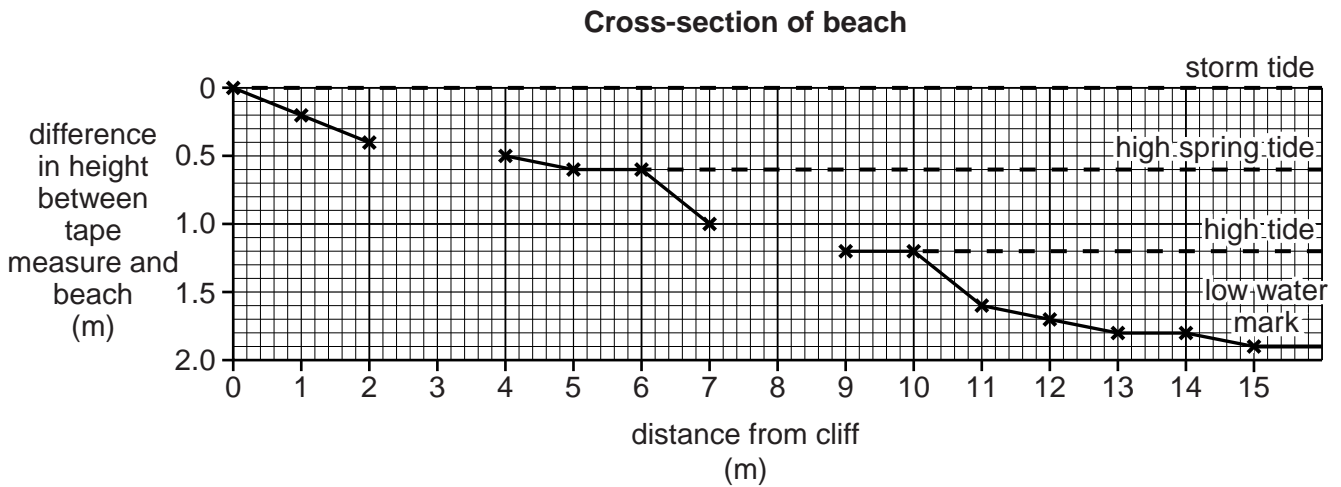 Cross-section of beach
storm tide
high spring tide
high tide
low water
mark
difference
in height
between
tape
measure and
beach
(m)
0
0.5
1.0
1.5
2.0
0 1 2 3 4 5 6 7 8 9 10 11 12 13 14 15
distance from cliff
(m)